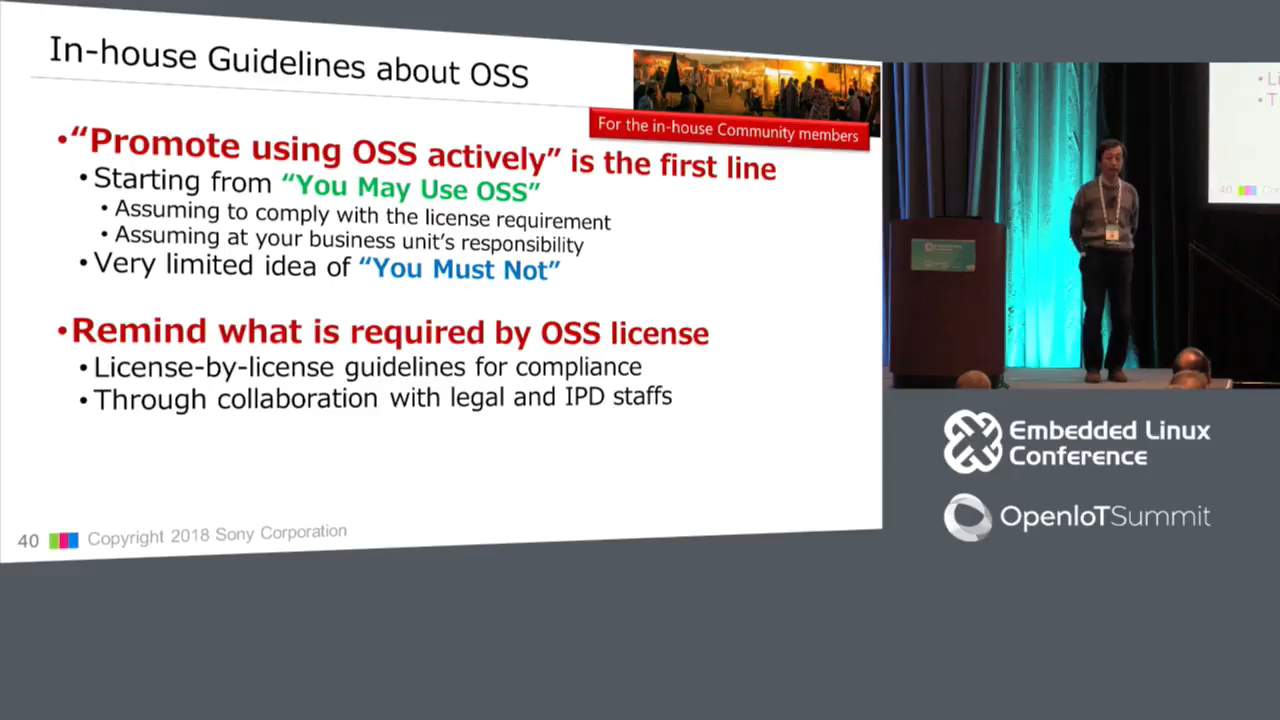 In-house Guidelines about OSS
For the in-house Community members
•“Promote using OSS actively” is the first line
•Starting from “You May Use OSS”
•Assuming to comply with the license requirement
•Assuming at your business unit’s responsibility
•Very limited idea of “You Must Not”
•Remind what is required by OSS license
•License-by-license guidelines for compliance
•Through collaboration with legal and IPD staffs
40 Copyright 2018 Sony Corporation
•Li
•T
40
Embedded Linux
Conference
OpenIoTSummit